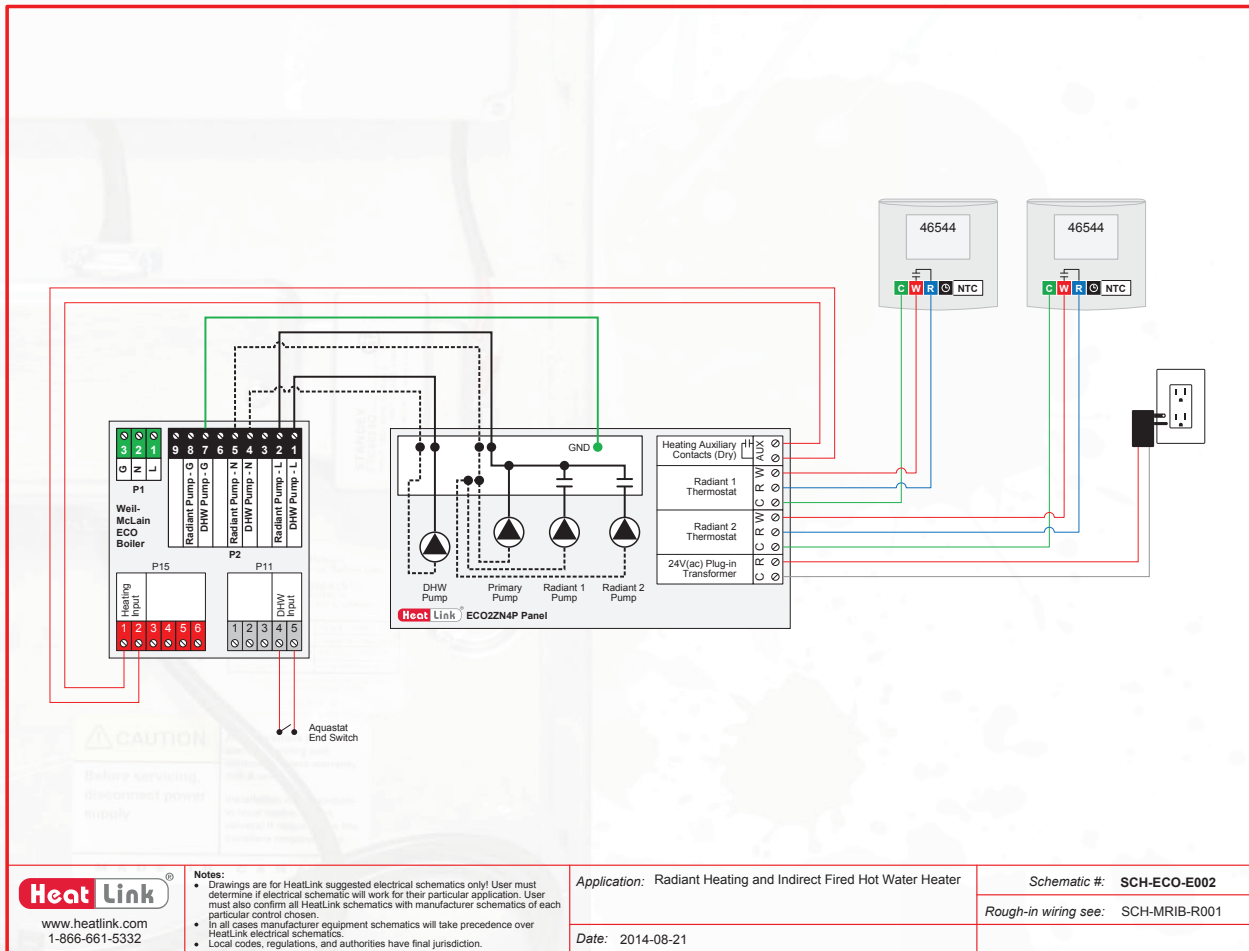 46544
46544
C W R NTC
C W R NTC
3 2 1
G N L
P1
Weil-
McLain
ECO
Boiler
9 8 7 6 5 4 3 2 1
Radiant Pump - G
DHW Pump - G
Radiant Pump - N
DHW Pump - N
Radiant Pump - L
DHW Pump - L
P2
P15
Heating
Input
1 2 3 4 5 6
P11
DHW
Input
1 2 3 4 5
Aquastat
End Switch
GND
DHW
Pump
Primary
Pump
Radiant 1
Pump
Radiant 2
Pump
Heat Link® ECO2ZN4P Panel
Heating Auxiliary
Contacts (Dry)
AUX
Radiant 1
Thermostat
W
R
C
Radiant 2
Thermostat
W
R
C
24V(ac) Plug-in
Transformer
R
C
CAUTION
Before servicing,
disconnect power
supply
Heat Link®
www.heatlink.com
1-866-661-5332
Notes:
• Drawings are for HeatLink suggested electrical schematics only! User must
determine if electrical schematic will work for their particular application. User
must also confirm all HeatLink schematics with manufacturer schematics of each
particular control chosen.
• In all cases manufacturer equipment schematics will take precedence over
HeatLink electrical schematics.
• Local codes, regulations, and authorities have final jurisdiction.
Application: Radiant Heating and Indirect Fired Hot Water Heater
Date: 2014-08-21
Schematic #: SCH-ECO-E002
Rough-in wiring see: SCH-MRIB-R001